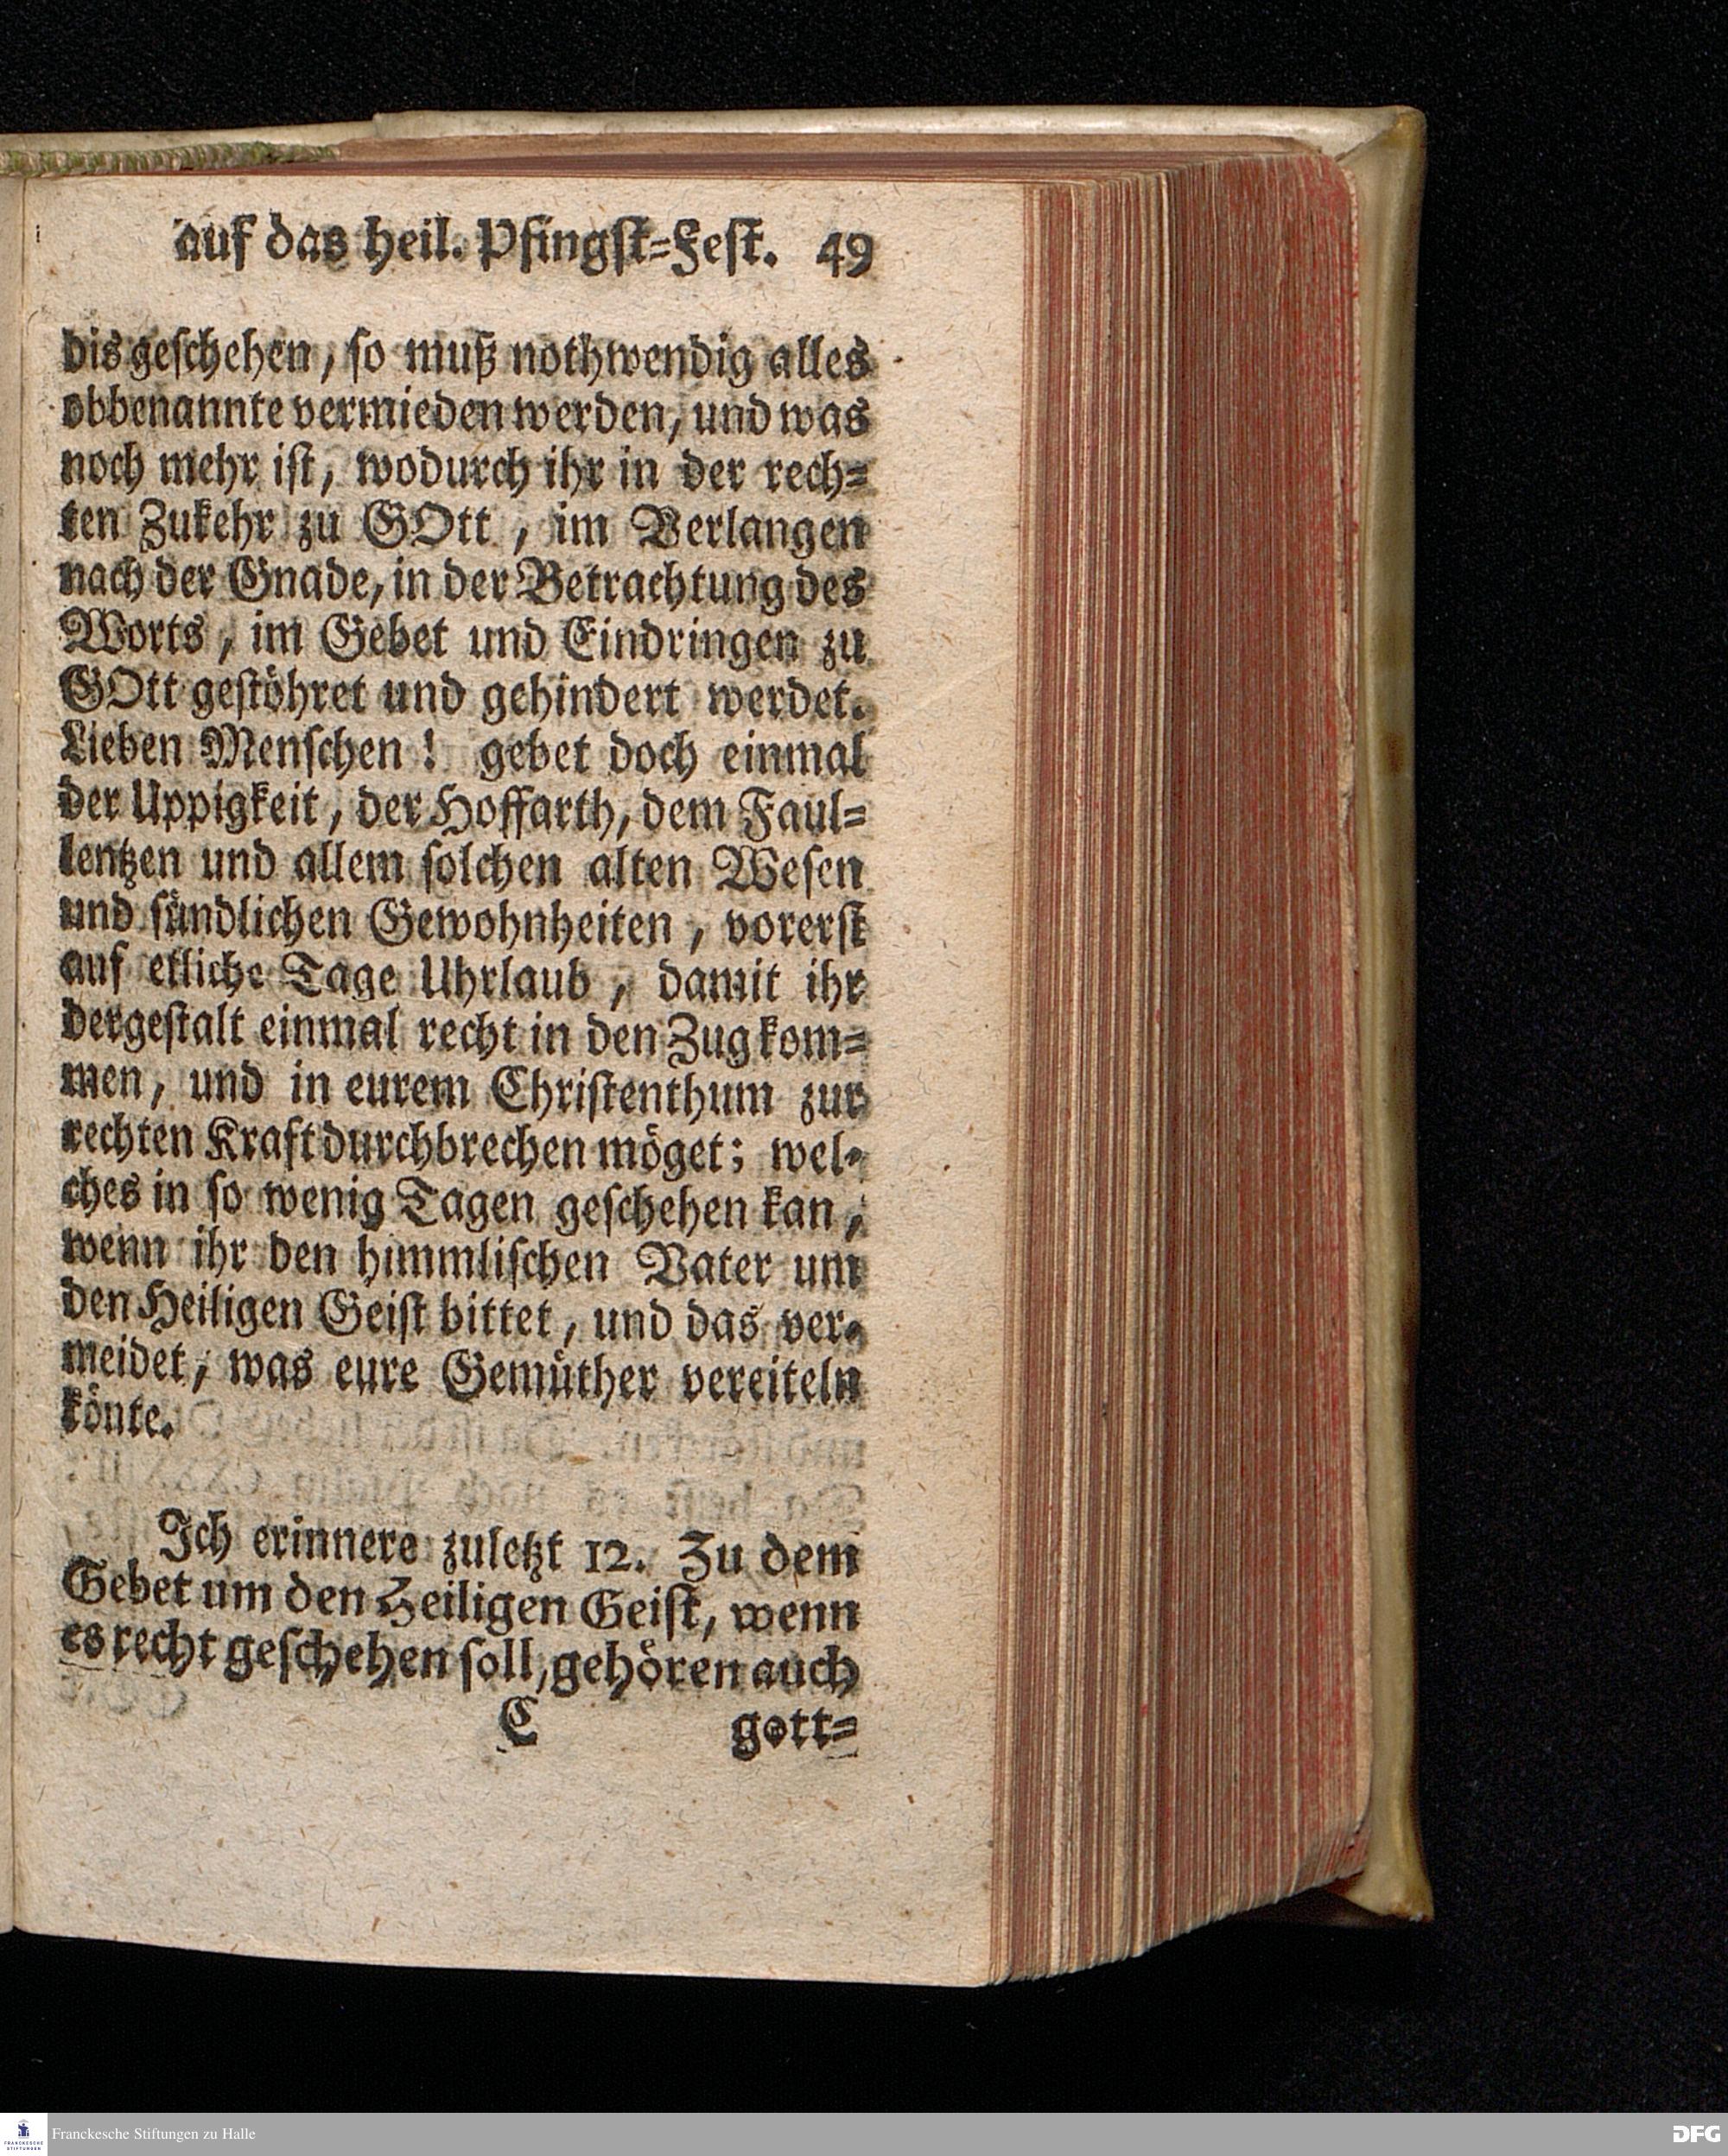 auf das heil. Pfingst=Fest. 49
dis geschehen, so muß nothwendig alles
obbenannte vermieden werden, und was
noch mehr ist, wodurch ihr in der rech=
ten Zukehr zu GOtt, im Verlangen
nach der Gnade, in der Betrachtung des
Worts, im Gebet und Eindringen zu
GOtt gestöhret und gehindert werdet.
Lieben Menschen! gebet doch einmal
der Uppigkeit, der Hoffarth, dem Faul=
lentzen und allem solchen alten Wesen
und sündlichen Gewohnheiten, vorerst
auf etliche Tage Uhrlaub, damit ihr
dergestalt einmal recht in den Zug kom=
men, und in eurem Christenthum zur
rechten Kraft durchbrechen möget; wel=
ches in so wenig Tagen geschehen kan,
wenn ihr den himmlischen Vater um
den Heiligen Geist bittet, und das ver=
meidet, was eure Gemüther vereiteln
könte.
Ich erinnere zuletzt 12. Zu dem
Gebet um den Heiligen Geist, wenn
es recht geschehen soll, gehören auch
C gott=
FRANCKESCHE STIFTUNGEN
Franckesche Stiftungen zu Halle
DFG